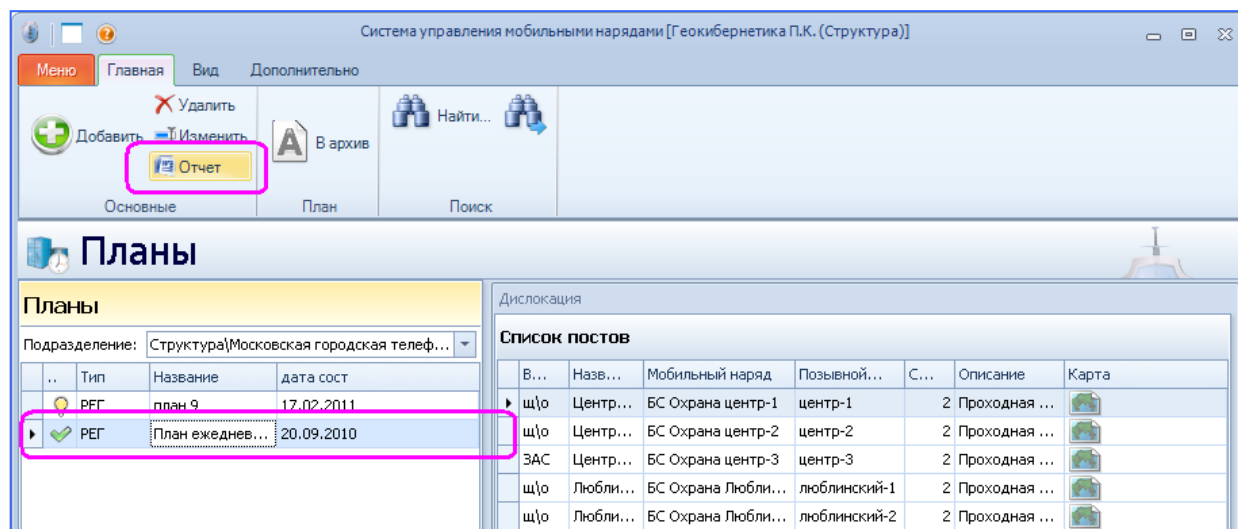 Система управления мобильными нарядами [Геокибернетика П.К. (Структура)]
Меню Главная Вид Дополнительно
Добавить
Удалить
Изменить
Отчет
В архив
Найти...
Основные План Поиск
Планы
Планы
Подразделение: Структура\Московская городская телеф...
.. Тип Название дата сост
РЕГ план 9 17.02.2011
РЕГ План ежеднев... 20.09.2010
Дислокация
Список постов
В... Назв... Мобильный наряд Позывной... С... Описание Карта
щ\о Центр... БС Охрана центр-1 центр-1 2 Проходная ...
щ\о Центр... БС Охрана центр-2 центр-2 2 Проходная ...
ЗАС Центр... БС Охрана центр-3 центр-3 2 Проходная ...
щ\о Любли... БС Охрана Любли... люблинский-1 2 Проходная ...
щ\о Любли... БС Охрана Любли... люблинский-2 2 Проходная ...